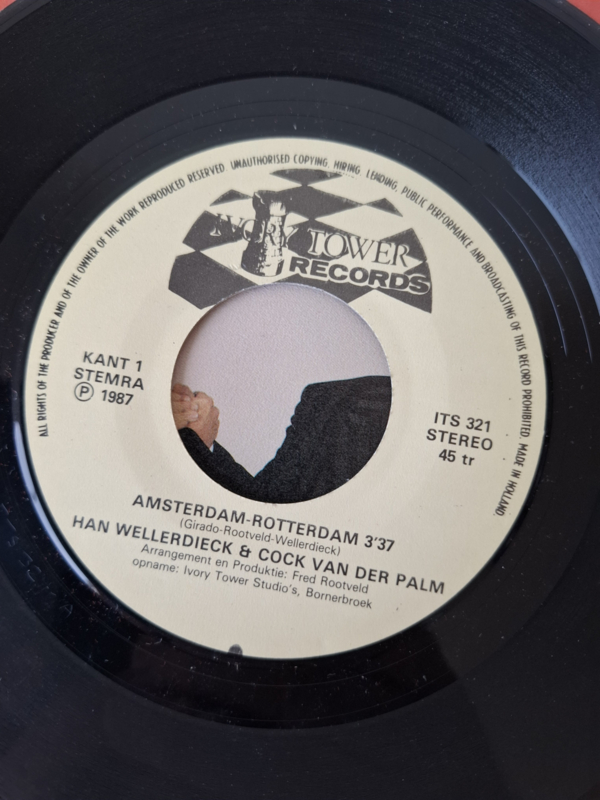 ALL RIGHTS OF THE PRODUCER AND OF THE OWNER OF THE WORK REPRODUCED RESERVED UNAUTHORISED COPYING, HIRING, LENDING, PUBLIC PERFORMANCE AND BROADCASTING OF THIS RECORD PROHIBITED. MADE IN HOLLAND.
IVORY TOWER
RECORDS
KANT 1
STEMRA
Ⓟ 1987
ITS 321
STEREO
45 tr
AMSTERDAM-ROTTERDAM 3'37
(Girado-Rootveld-Wellerdieck)
HAN WELLERDIECK & COCK VAN DER PALM
Arrangement en Produktie: Fred Rootveld
opname: Ivory Tower Studio's, Bornerbroek